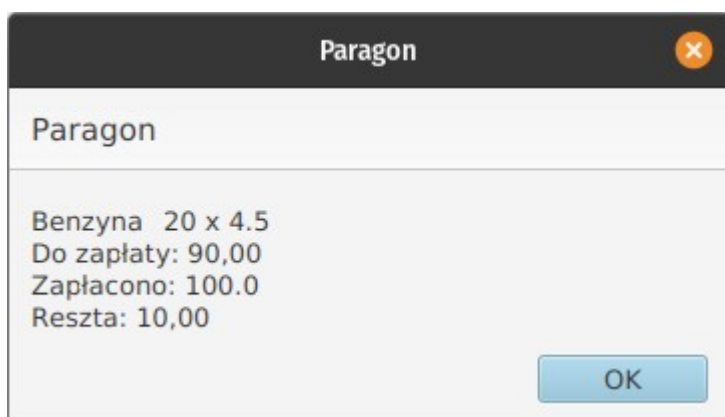 Paragon
Paragon
Benzyna 20 x 4.5
Do zapłaty: 90,00
Zapłacono: 100.0
Reszta: 10,00
OK